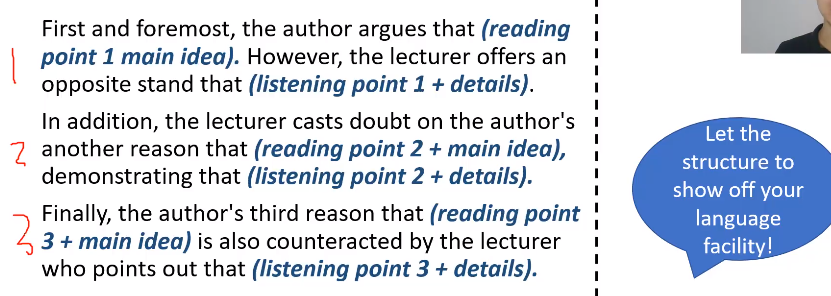 First and foremost, the author argues that (reading
point 1 main idea). However, the lecturer offers an
opposite stand that (listening point 1 + details).
In addition, the lecturer casts doubt on the author's
another reason that (reading point 2 + main idea),
demonstrating that (listening point 2 + details).
Finally, the author's third reason that (reading point
3 + main idea) is also counteracted by the lecturer
who points out that (listening point 3 + details).
1
2
3
Let the
structure to
show off your
language
facility!